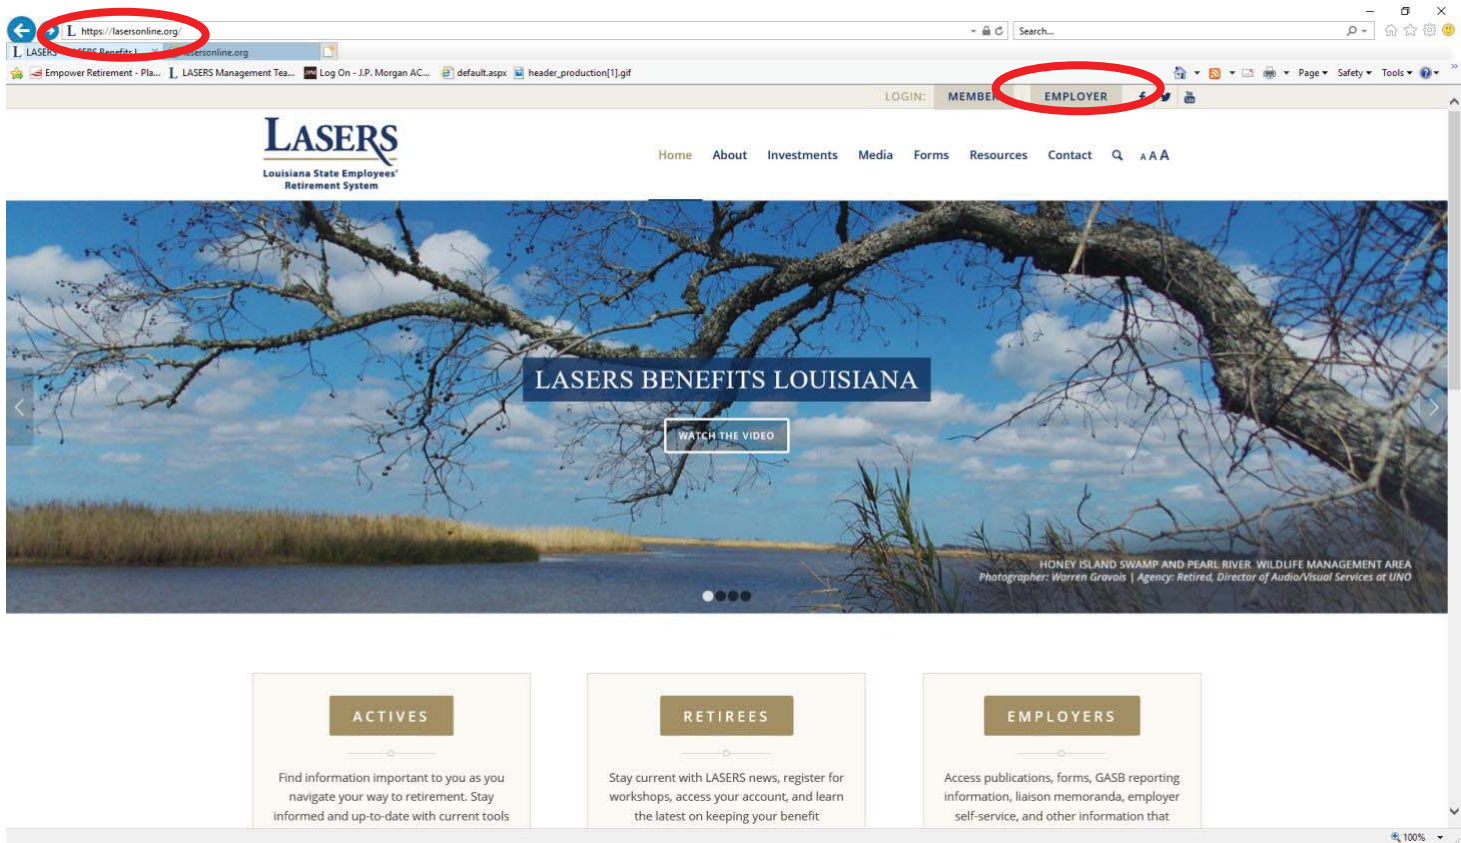 https://lasersonline.org/
Search...
lasersonline.org
Empower Retirement - Pla... LASERS Management Tea... Log On - J.P. Morgan AC... default.aspx header_production[1].gif
Page Safety Tools
LOGIN: MEMBER EMPLOYER
LASERS
Louisiana State Employees'
Retirement System
Home About Investments Media Forms Resources Contact A A A
LASERS BENEFITS LOUISIANA
WATCH THE VIDEO
HONEY ISLAND SWAMP AND PEARL RIVER WILDLIFE MANAGEMENT AREA
Photographer: Warren Gravois | Agency: Retired, Director of Audio/Visual Services at UNO
ACTIVES
Find information important to you as you
navigate your way to retirement. Stay
informed and up-to-date with current tools
RETIREES
Stay current with LASERS news, register for
workshops, access your account, and learn
the latest on keeping your benefit
EMPLOYERS
Access publications, forms, GASB reporting
information, liaison memoranda, employer
self-service, and other information that
100%